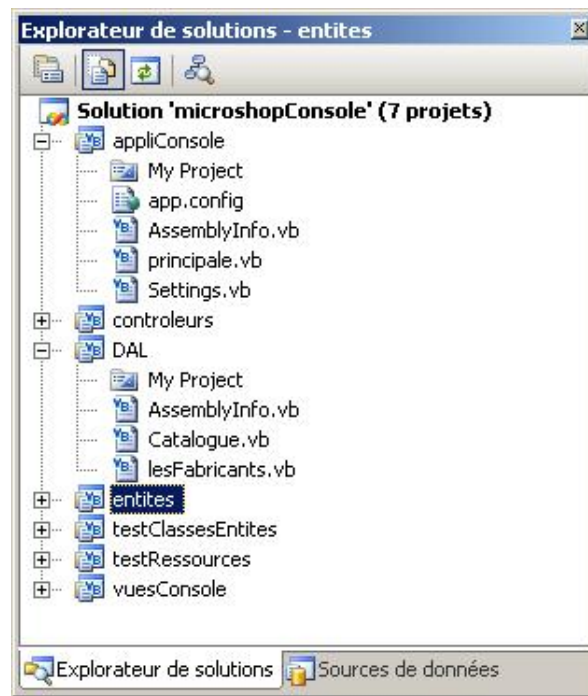 Explorateur de solutions - entites
Solution 'microshopConsole' (7 projets)
appliConsole
My Project
app.config
AssemblyInfo.vb
principale.vb
Settings.vb
controleurs
DAL
My Project
AssemblyInfo.vb
Catalogue.vb
lesFabricants.vb
entites
testClassesEntites
testRessources
vuesConsole
Explorateur de solutions Sources de données